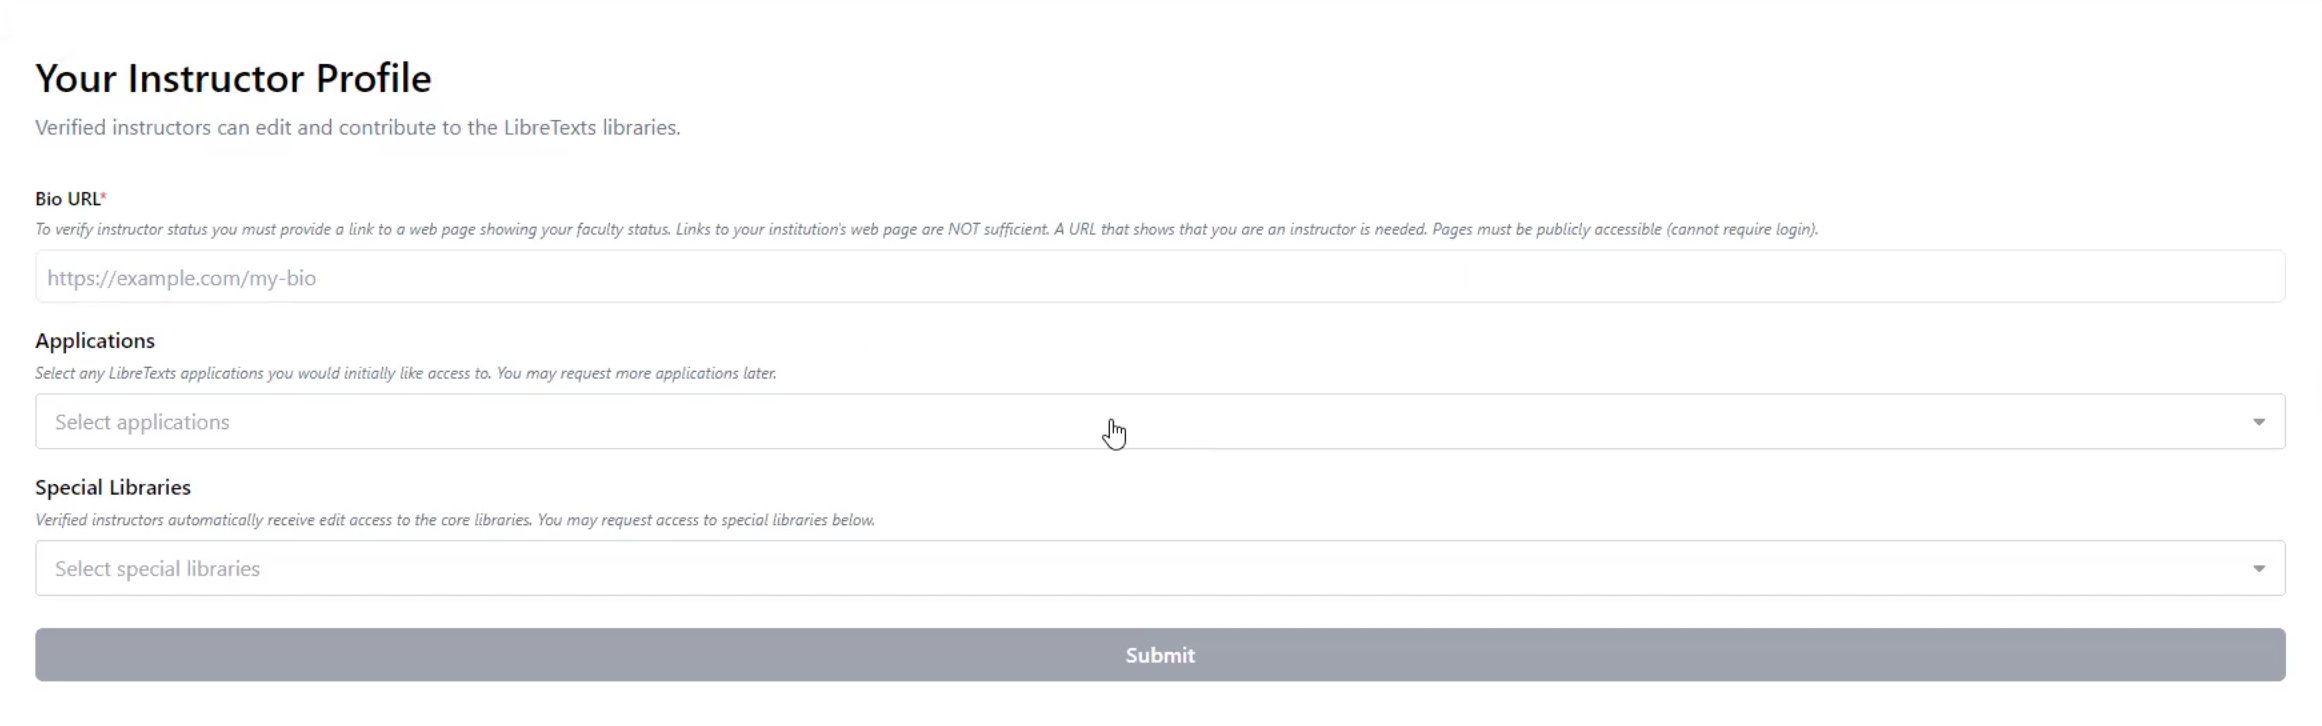 Your Instructor Profile
Verified instructors can edit and contribute to the LibreTexts libraries.
Bio URL*
To verify instructor status you must provide a link to a web page showing your faculty status. Links to your institution's web page are NOT sufficient. A URL that shows that you are an instructor is needed. Pages must be publicly accessible (cannot require login).
https://example.com/my-bio
Applications
Select any LibreTexts applications you would initially like access to. You may request more applications later.
Select applications
Special Libraries
Verified instructors automatically receive edit access to the core libraries. You may request access to special libraries below.
Select special libraries
Submit